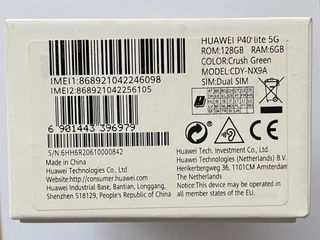 HUAWEI P40 lite 5G
ROM:128GB RAM:6GB
COLOR:Crush Green
MODEL:CDY-NX9A
SIM:Dual SIM
IMEI1:868921042246098
IMEI2:868921042256105
6 901443 396979
S/N:6HH6R20610000842
Made in China
Huawei Technologies Co., Ltd.
Website: http://consumer.huawei.com
Huawei Industrial Base, Bantian, Longgang,
Shenzhen 518129, People's Republic of China
Huawei Tech. Investment Co., Ltd.
Huawei Technologies (Netherlands) B.V.
Herikerbergweg 36, 1101CM Amsterdam
The Netherlands
Notice:This device may be operated in all
member states of the EU.